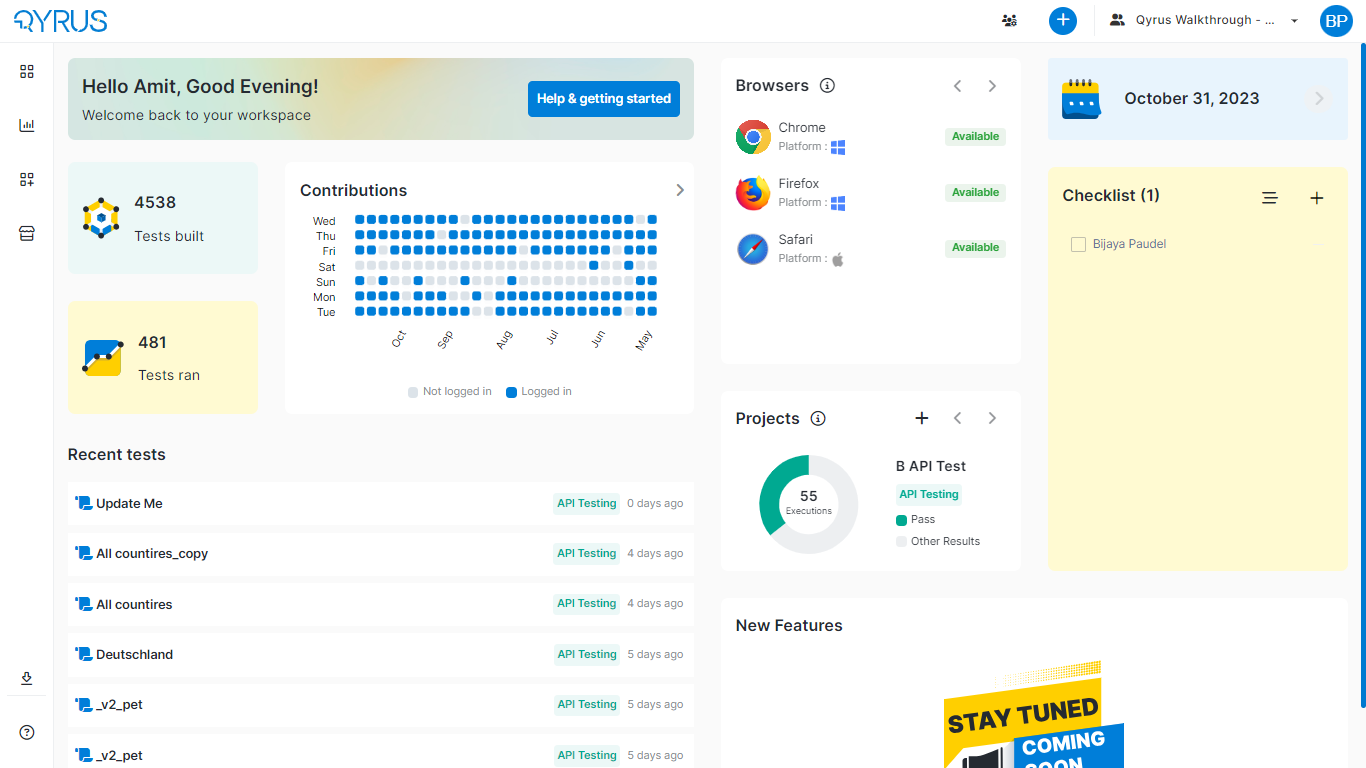 QYRUS
Qyrus Walkthrough - ...
BP
Hello Amit, Good Evening!
Welcome back to your workspace
Help & getting started
4538
Tests built
481
Tests ran
Contributions
Wed
Thu
Fri
Sat
Sun
Mon
Tue
Oct
Sep
Aug
Jul
Jun
May
Not logged in
Logged in
Recent tests
Update Me
API Testing
0 days ago
All countires_copy
API Testing
4 days ago
All countires
API Testing
4 days ago
Deutschland
API Testing
5 days ago
_v2_pet
API Testing
5 days ago
_v2_pet
API Testing
5 days ago
Browsers
Chrome
Platform :
Available
Firefox
Platform :
Available
Safari
Platform :
Available
Projects
55
Executions
B API Test
API Testing
Pass
Other Results
October 31, 2023
Checklist (1)
Bijaya Paudel
New Features
STAY TUNED
COMING
SOON